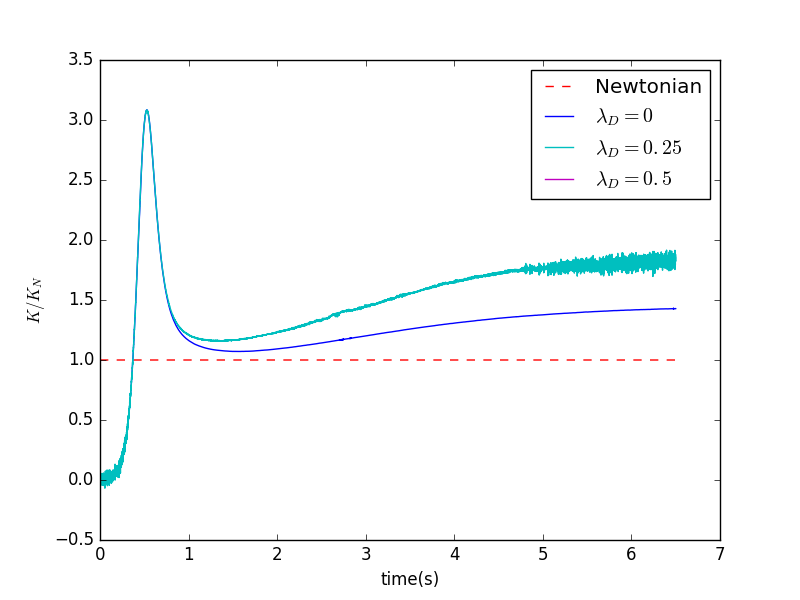 3.5
3.0
2.5
2.0
1.5
1.0
0.5
0.0
−0.5
K/K_N
0
1
2
3
4
5
6
7
time(s)
Newtonian
λ_D = 0
λ_D = 0.25
λ_D = 0.5